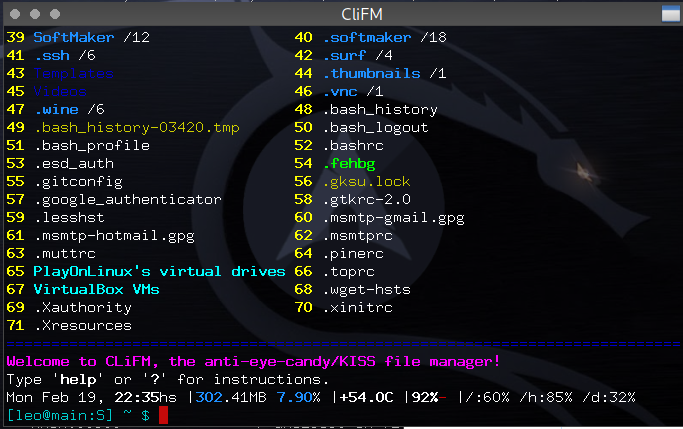 CliFM
39 SoftMaker /12 40 .softmaker /18
41 .ssh /6 42 .surf /4
43 Templates 44 .thumbnails /1
45 Videos 46 .vnc /1
47 .wine /6 48 .bash_history
49 .bash_history-03420.tmp 50 .bash_logout
51 .bash_profile 52 .bashrc
53 .esd_auth 54 .fehbg
55 .gitconfig 56 .gksu.lock
57 .google_authenticator 58 .gtkrc-2.0
59 .lesshst 60 .msmtp-gmail.gpg
61 .msmtp-hotmail.gpg 62 .msmtprc
63 .muttrc 64 .pinerc
65 PlayOnLinux's virtual drives 66 .toprc
67 VirtualBox VMs 68 .wget-hsts
69 .Xauthority 70 .xinitrc
71 .Xresources
Welcome to CLiFM, the anti-eye-candy/KISS file manager!
Type 'help' or '?' for instructions.
Mon Feb 19, 22:35hs |302.41MB 7.90% |+54.0C |92%- |/:60% /h:85% /d:32%
[leo@main:S] ~ $